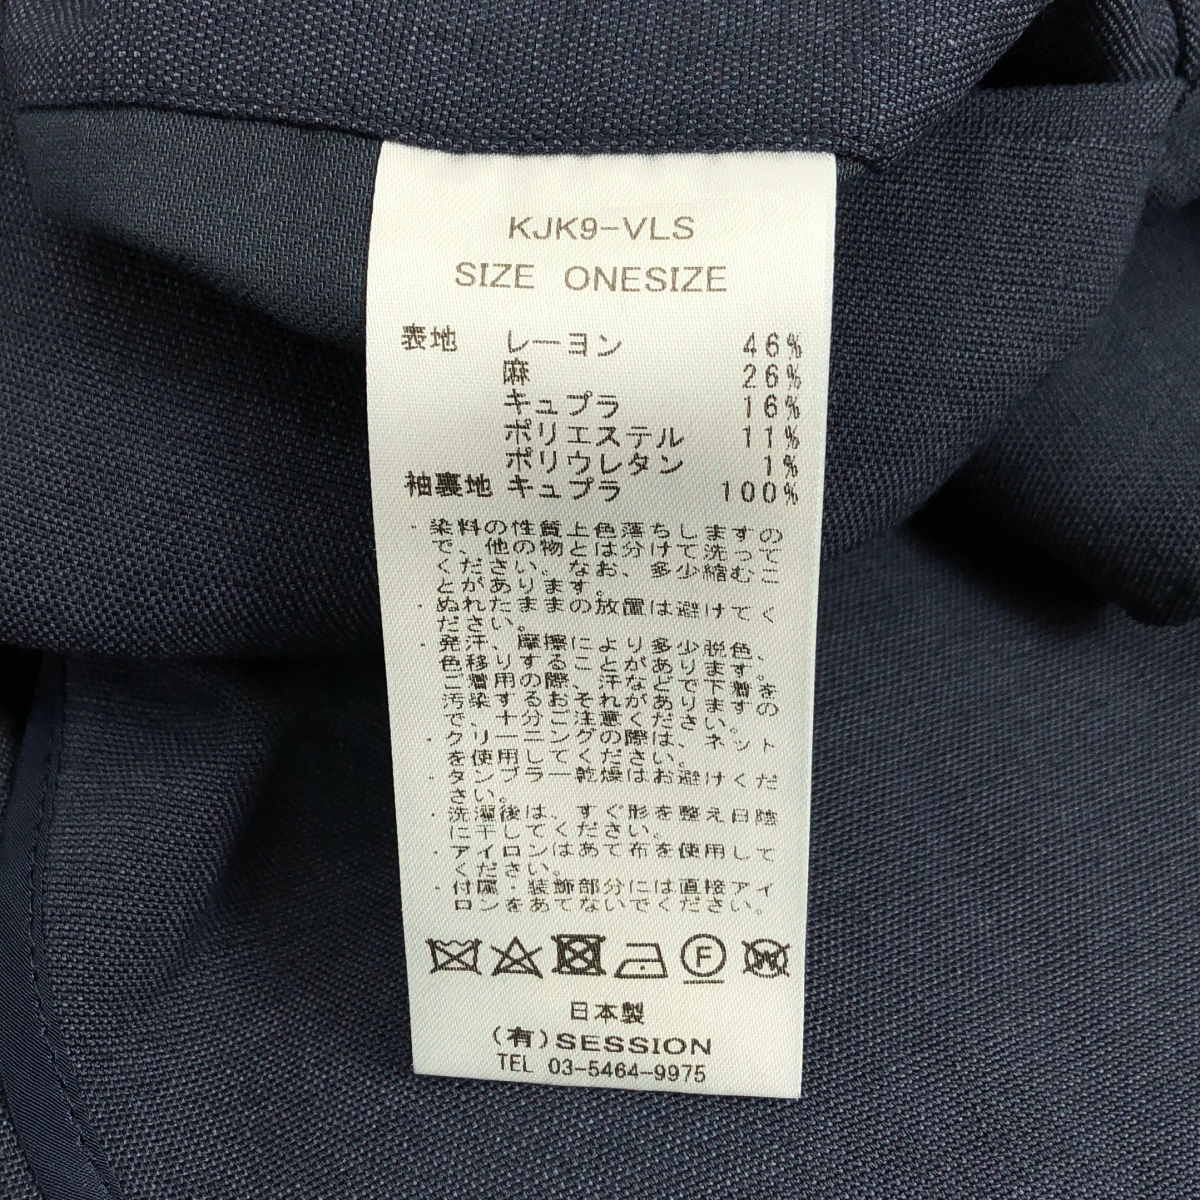 KJK9-VLS
SIZE ONESIZE
表地 レーヨン 46%
麻 26%
キュプラ 16%
ポリエステル 11%
ポリウレタン 1%
袖裏地 キュプラ 100%
・染料の性質上色落ちしますの
で、他の物とは分けて洗って
ください。なお、多少縮むこ
とがあります。
・ぬれたままの放置は避けてく
ださい。
・発汗、摩擦により多少脱色、
色移りすることがあります。
ご着用の際、汗などで下着を
汚染するおそれがありますの
で、十分ご注意ください。
・クリーニングの際は、ネット
を使用してください。
・タンブラー乾燥はお避けくだ
さい。
・洗濯後は、すぐ形を整え日陰
に干してください。
・アイロンはあて布を使用して
ください。
・付属・装飾部分には直接アイ
ロンをあてないでください。
F W
日本製
(有)SESSION
TEL 03-5464-9975